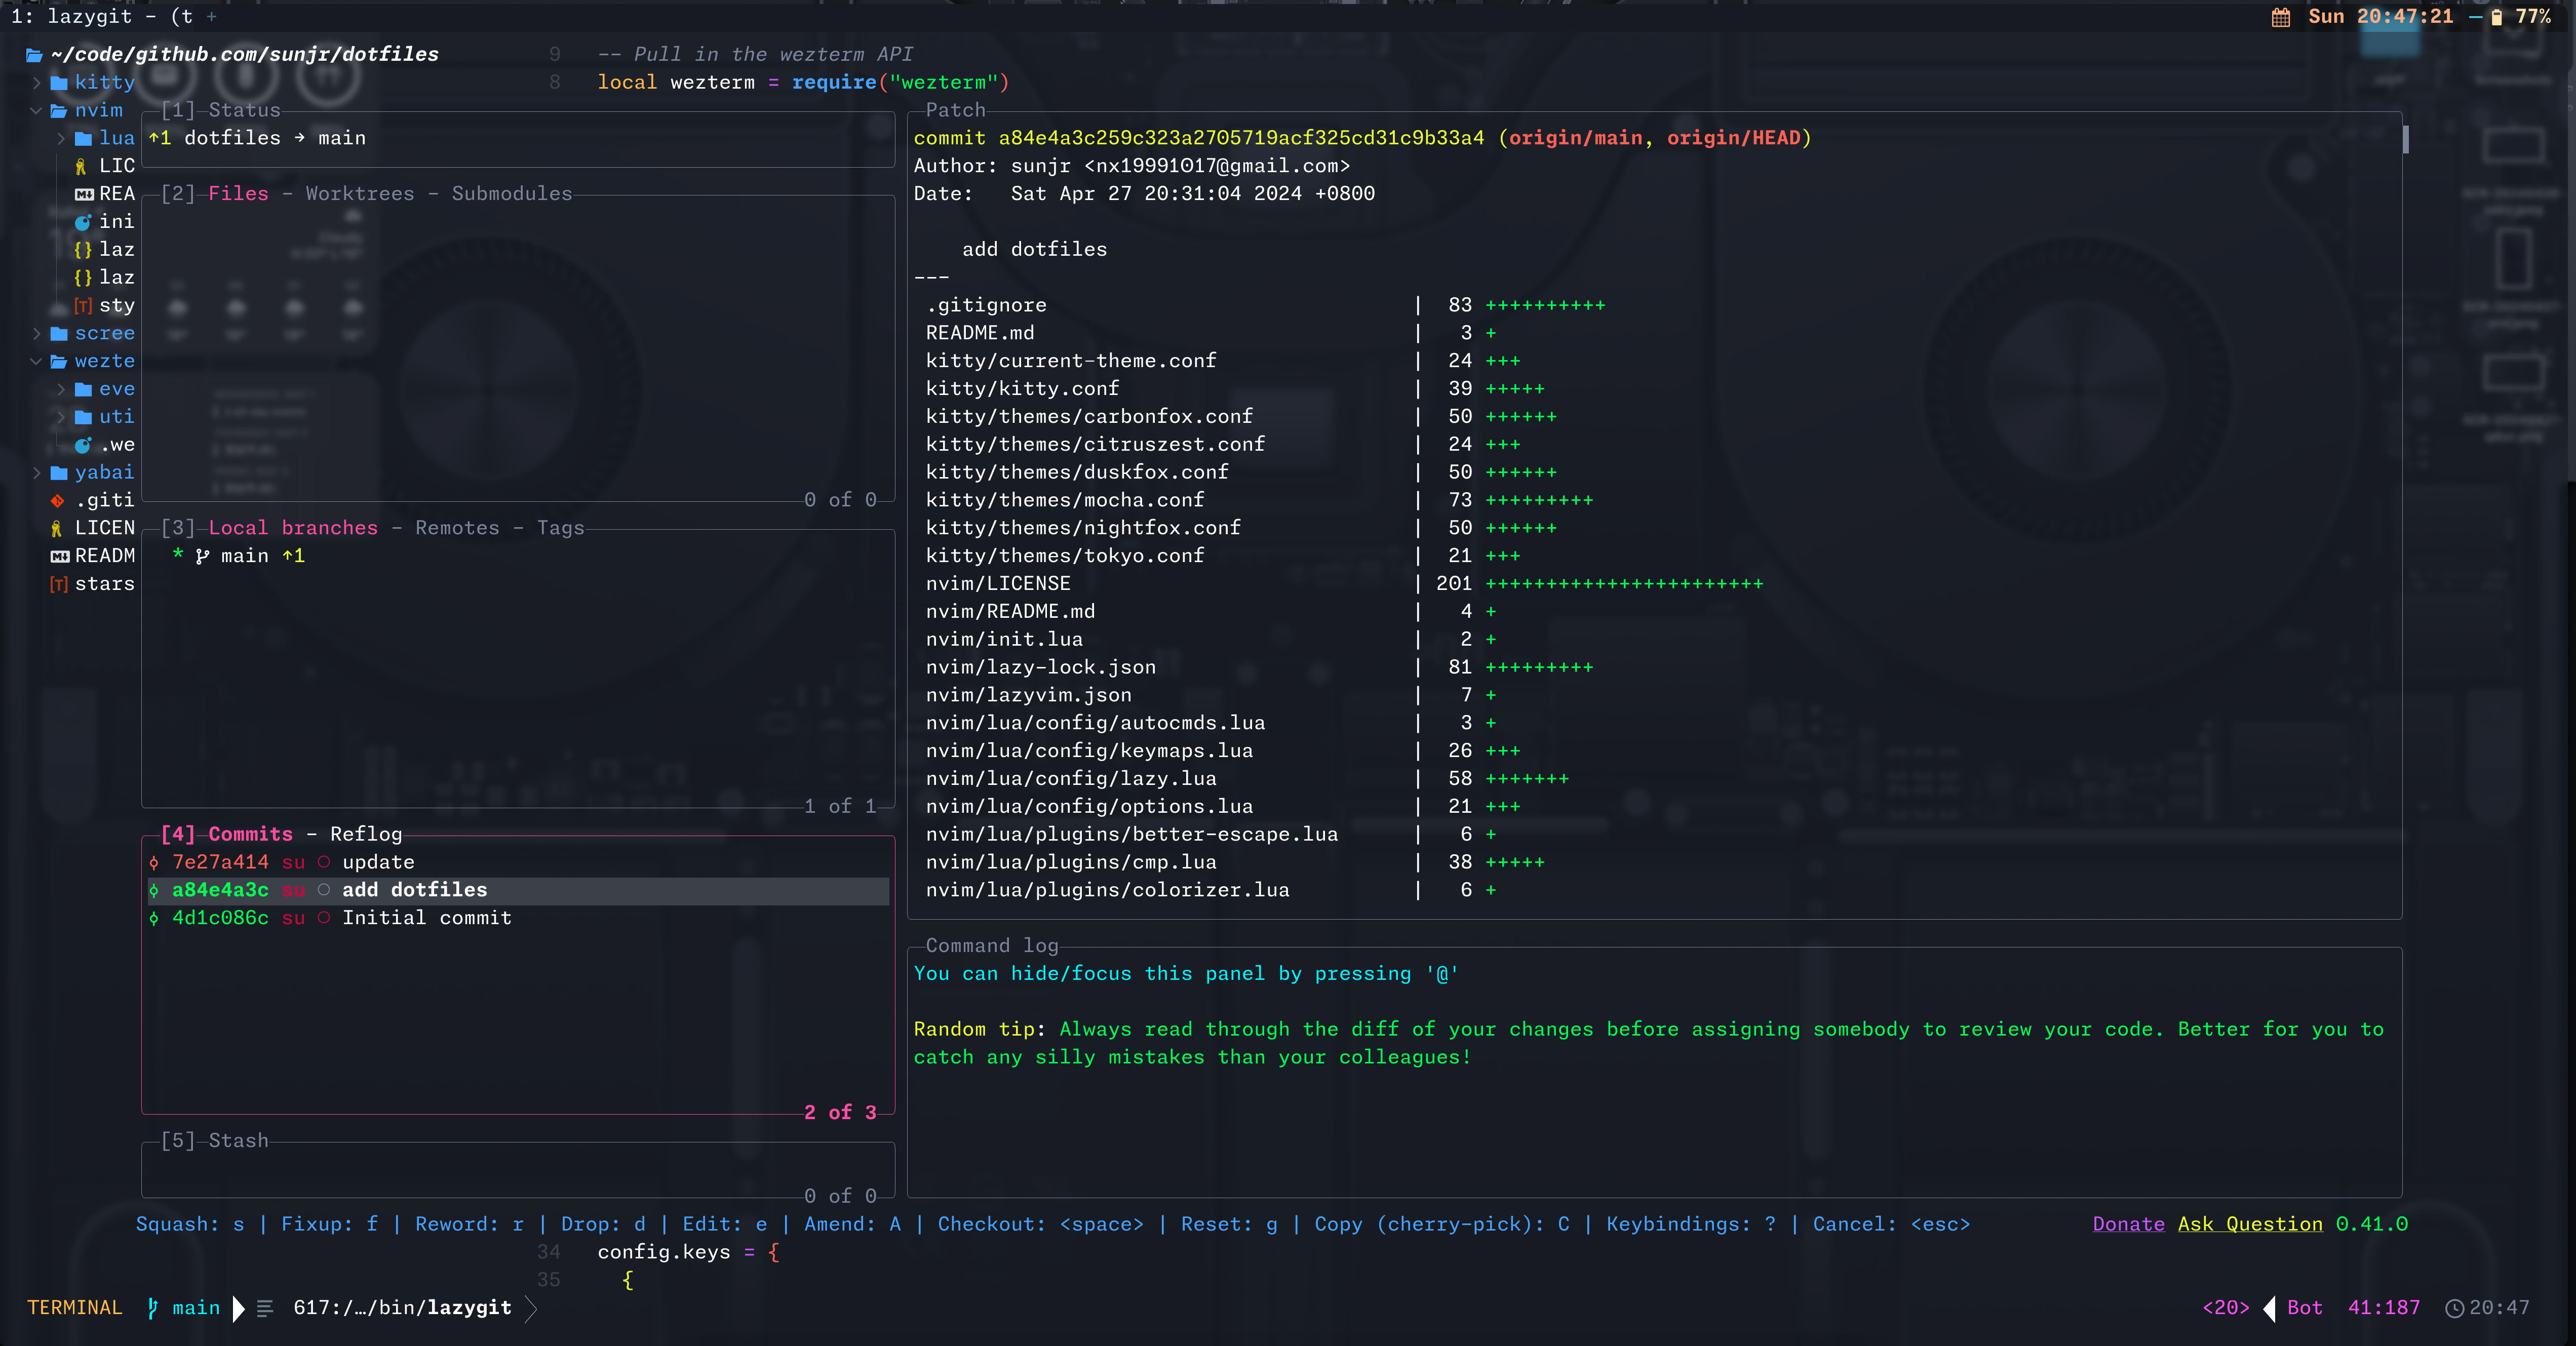 1: lazygit - (t +
Sun 20:47:21 — 77%
~/code/github.com/sunjr/dotfiles
kitty
nvim
lua
LIC
REA
ini
laz
laz
sty
scree
wezte
eve
uti
.we
yabai
.giti
LICEN
READM
stars
9 -- Pull in the wezterm API
8 local wezterm = require("wezterm")
[1] Status
↑1 dotfiles → main
[2] Files - Worktrees - Submodules
0 of 0
[3] Local branches - Remotes - Tags
* main ↑1
1 of 1
[4] Commits - Reflog
7e27a414 su ○ update
a84e4a3c su ○ add dotfiles
4d1c086c su ○ Initial commit
2 of 3
[5] Stash
0 of 0
Patch
commit a84e4a3c259c323a2705719acf325cd31c9b33a4 (origin/main, origin/HEAD)
Author: sunjr <nx19991017@gmail.com>
Date:   Sat Apr 27 20:31:04 2024 +0800
add dotfiles
---
.gitignore | 83 ++++++++++
README.md | 3 +
kitty/current-theme.conf | 24 +++
kitty/kitty.conf | 39 +++++
kitty/themes/carbonfox.conf | 50 ++++++
kitty/themes/citruszest.conf | 24 +++
kitty/themes/duskfox.conf | 50 ++++++
kitty/themes/mocha.conf | 73 +++++++++
kitty/themes/nightfox.conf | 50 ++++++
kitty/themes/tokyo.conf | 21 +++
nvim/LICENSE | 201 +++++++++++++++++++++++
nvim/README.md | 4 +
nvim/init.lua | 2 +
nvim/lazy-lock.json | 81 +++++++++
nvim/lazyvim.json | 7 +
nvim/lua/config/autocmds.lua | 3 +
nvim/lua/config/keymaps.lua | 26 +++
nvim/lua/config/lazy.lua | 58 +++++++
nvim/lua/config/options.lua | 21 +++
nvim/lua/plugins/better-escape.lua | 6 +
nvim/lua/plugins/cmp.lua | 38 +++++
nvim/lua/plugins/colorizer.lua | 6 +
Command log
You can hide/focus this panel by pressing '@'
Random tip: Always read through the diff of your changes before assigning somebody to review your code. Better for you to
catch any silly mistakes than your colleagues!
Squash: s | Fixup: f | Reword: r | Drop: d | Edit: e | Amend: A | Checkout: <space> | Reset: g | Copy (cherry-pick): C | Keybindings: ? | Cancel: <esc> Donate Ask Question 0.41.0
34 config.keys = {
35 {
TERMINAL main 617:/…/bin/lazygit <20> Bot 41:187 20:47